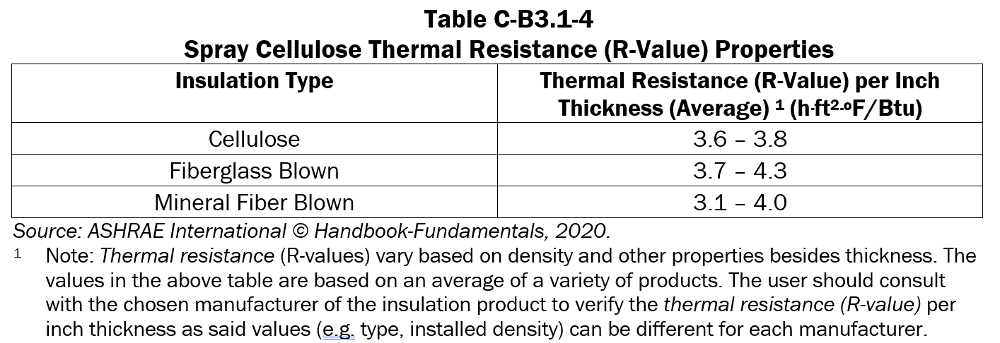 Table C-B3.1-4
Spray Cellulose Thermal Resistance (R-Value) Properties
Insulation Type
Thermal Resistance (R-Value) per Inch
Thickness (Average) ¹ (h·ft²·ºF/Btu)
Cellulose
3.6 – 3.8
Fiberglass Blown
3.7 – 4.3
Mineral Fiber Blown
3.1 – 4.0
Source: ASHRAE International © Handbook-Fundamentals, 2020.
¹ Note: Thermal resistance (R-values) vary based on density and other properties besides thickness. The
values in the above table are based on an average of a variety of products. The user should consult
with the chosen manufacturer of the insulation product to verify the thermal resistance (R-value) per
inch thickness as said values (e.g. type, installed density) can be different for each manufacturer.